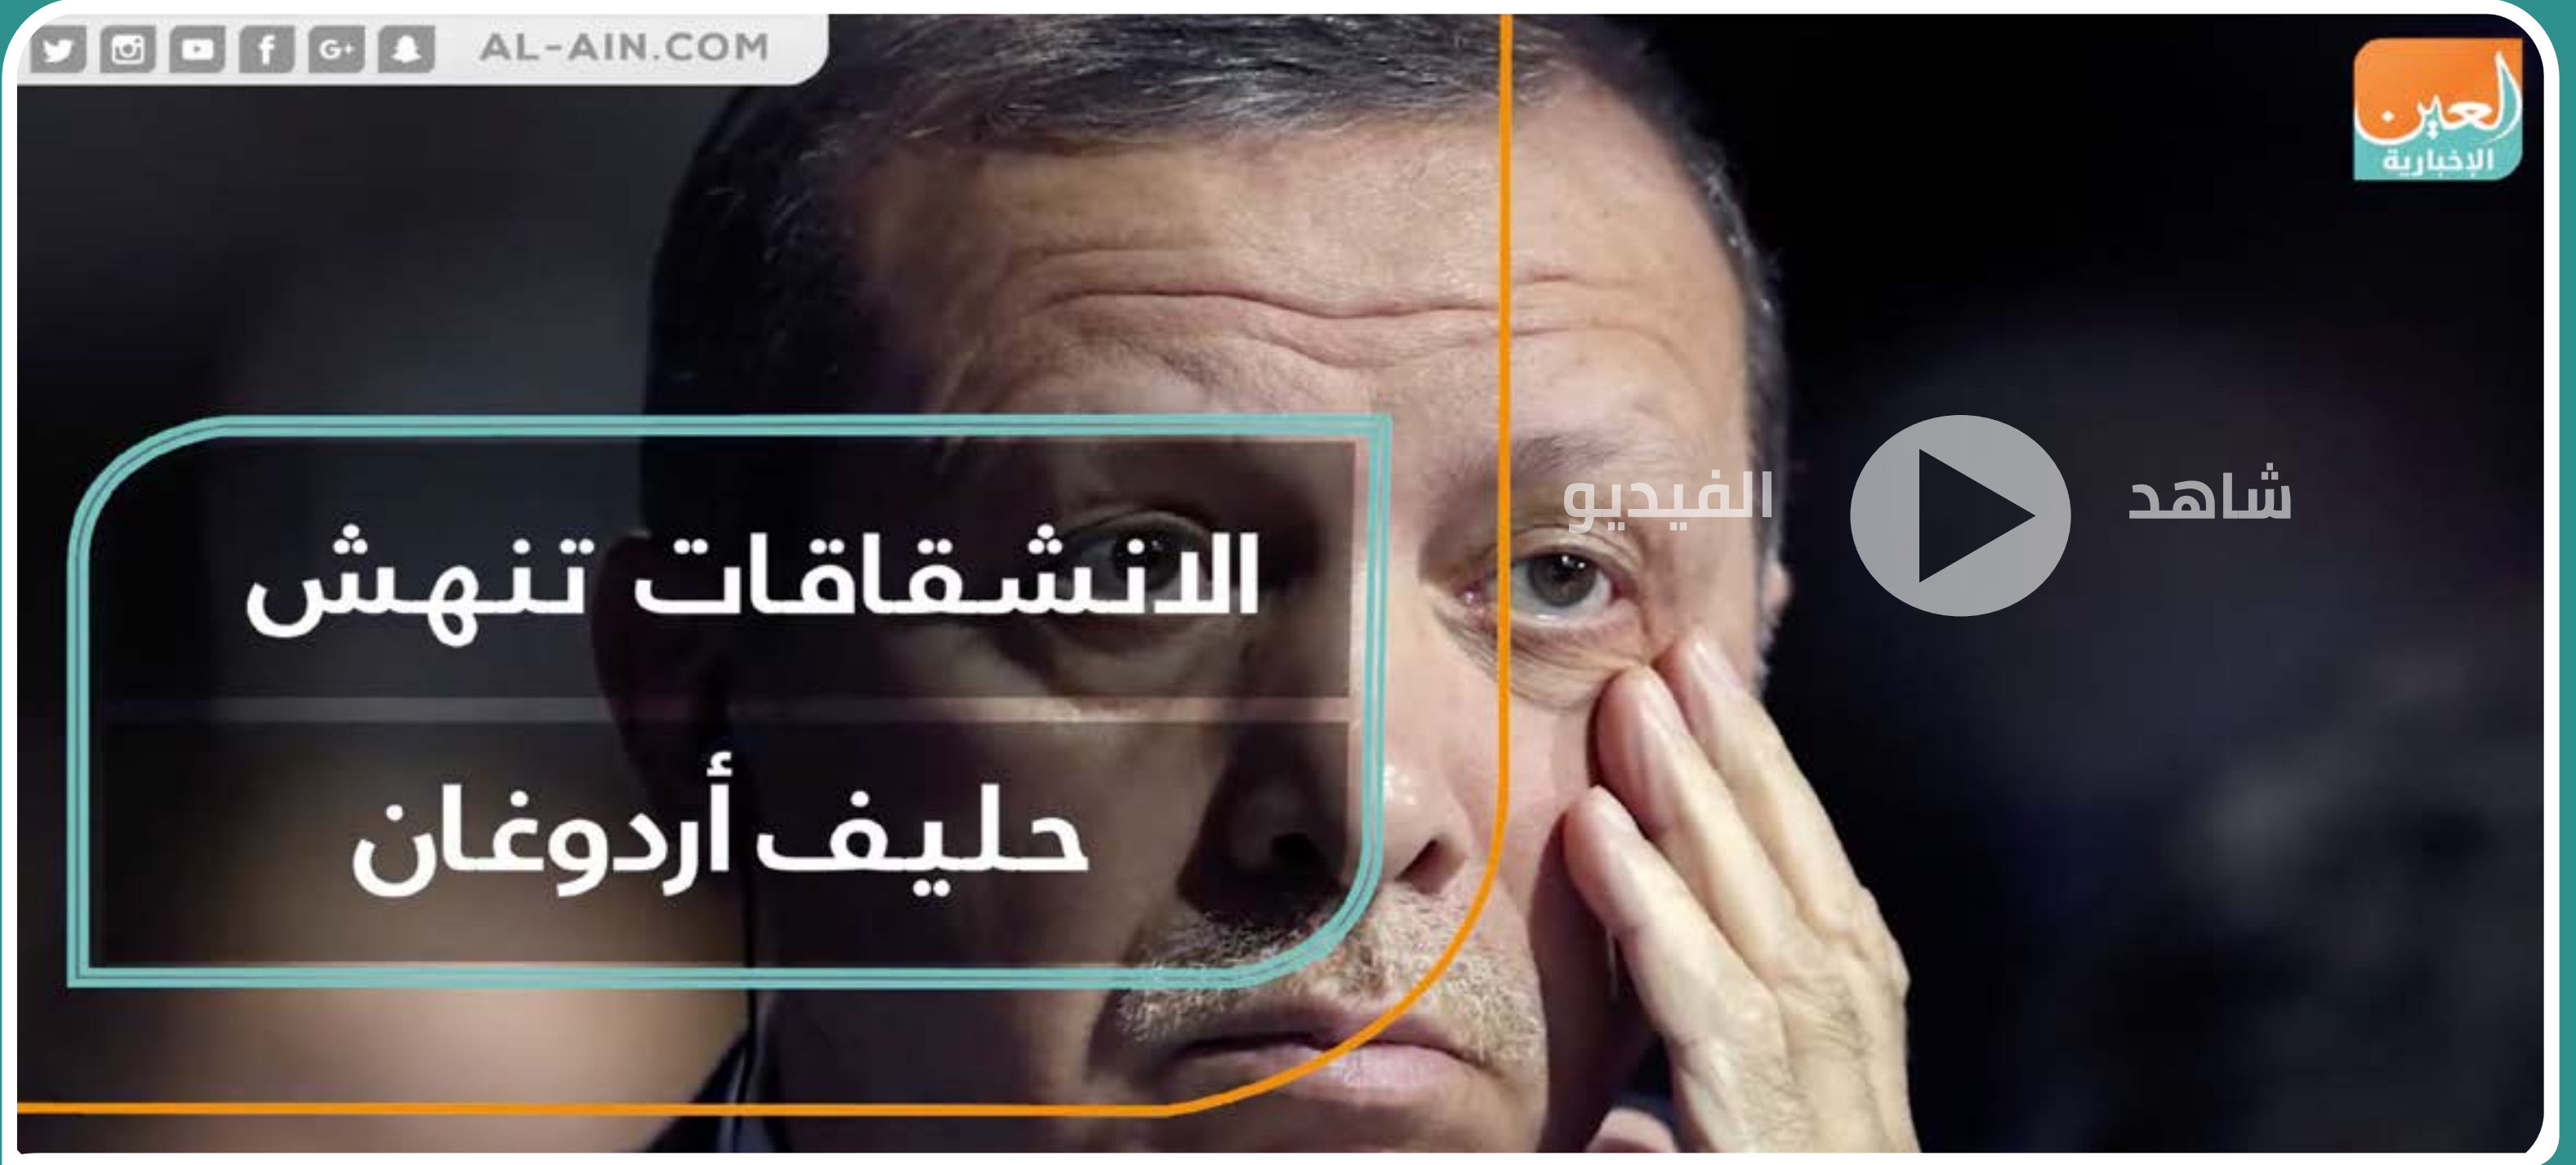 AL-AIN.COM
العين
الإخبارية
شاهد الفيديو
الانشقاقات تنهش
حليف أردوغان